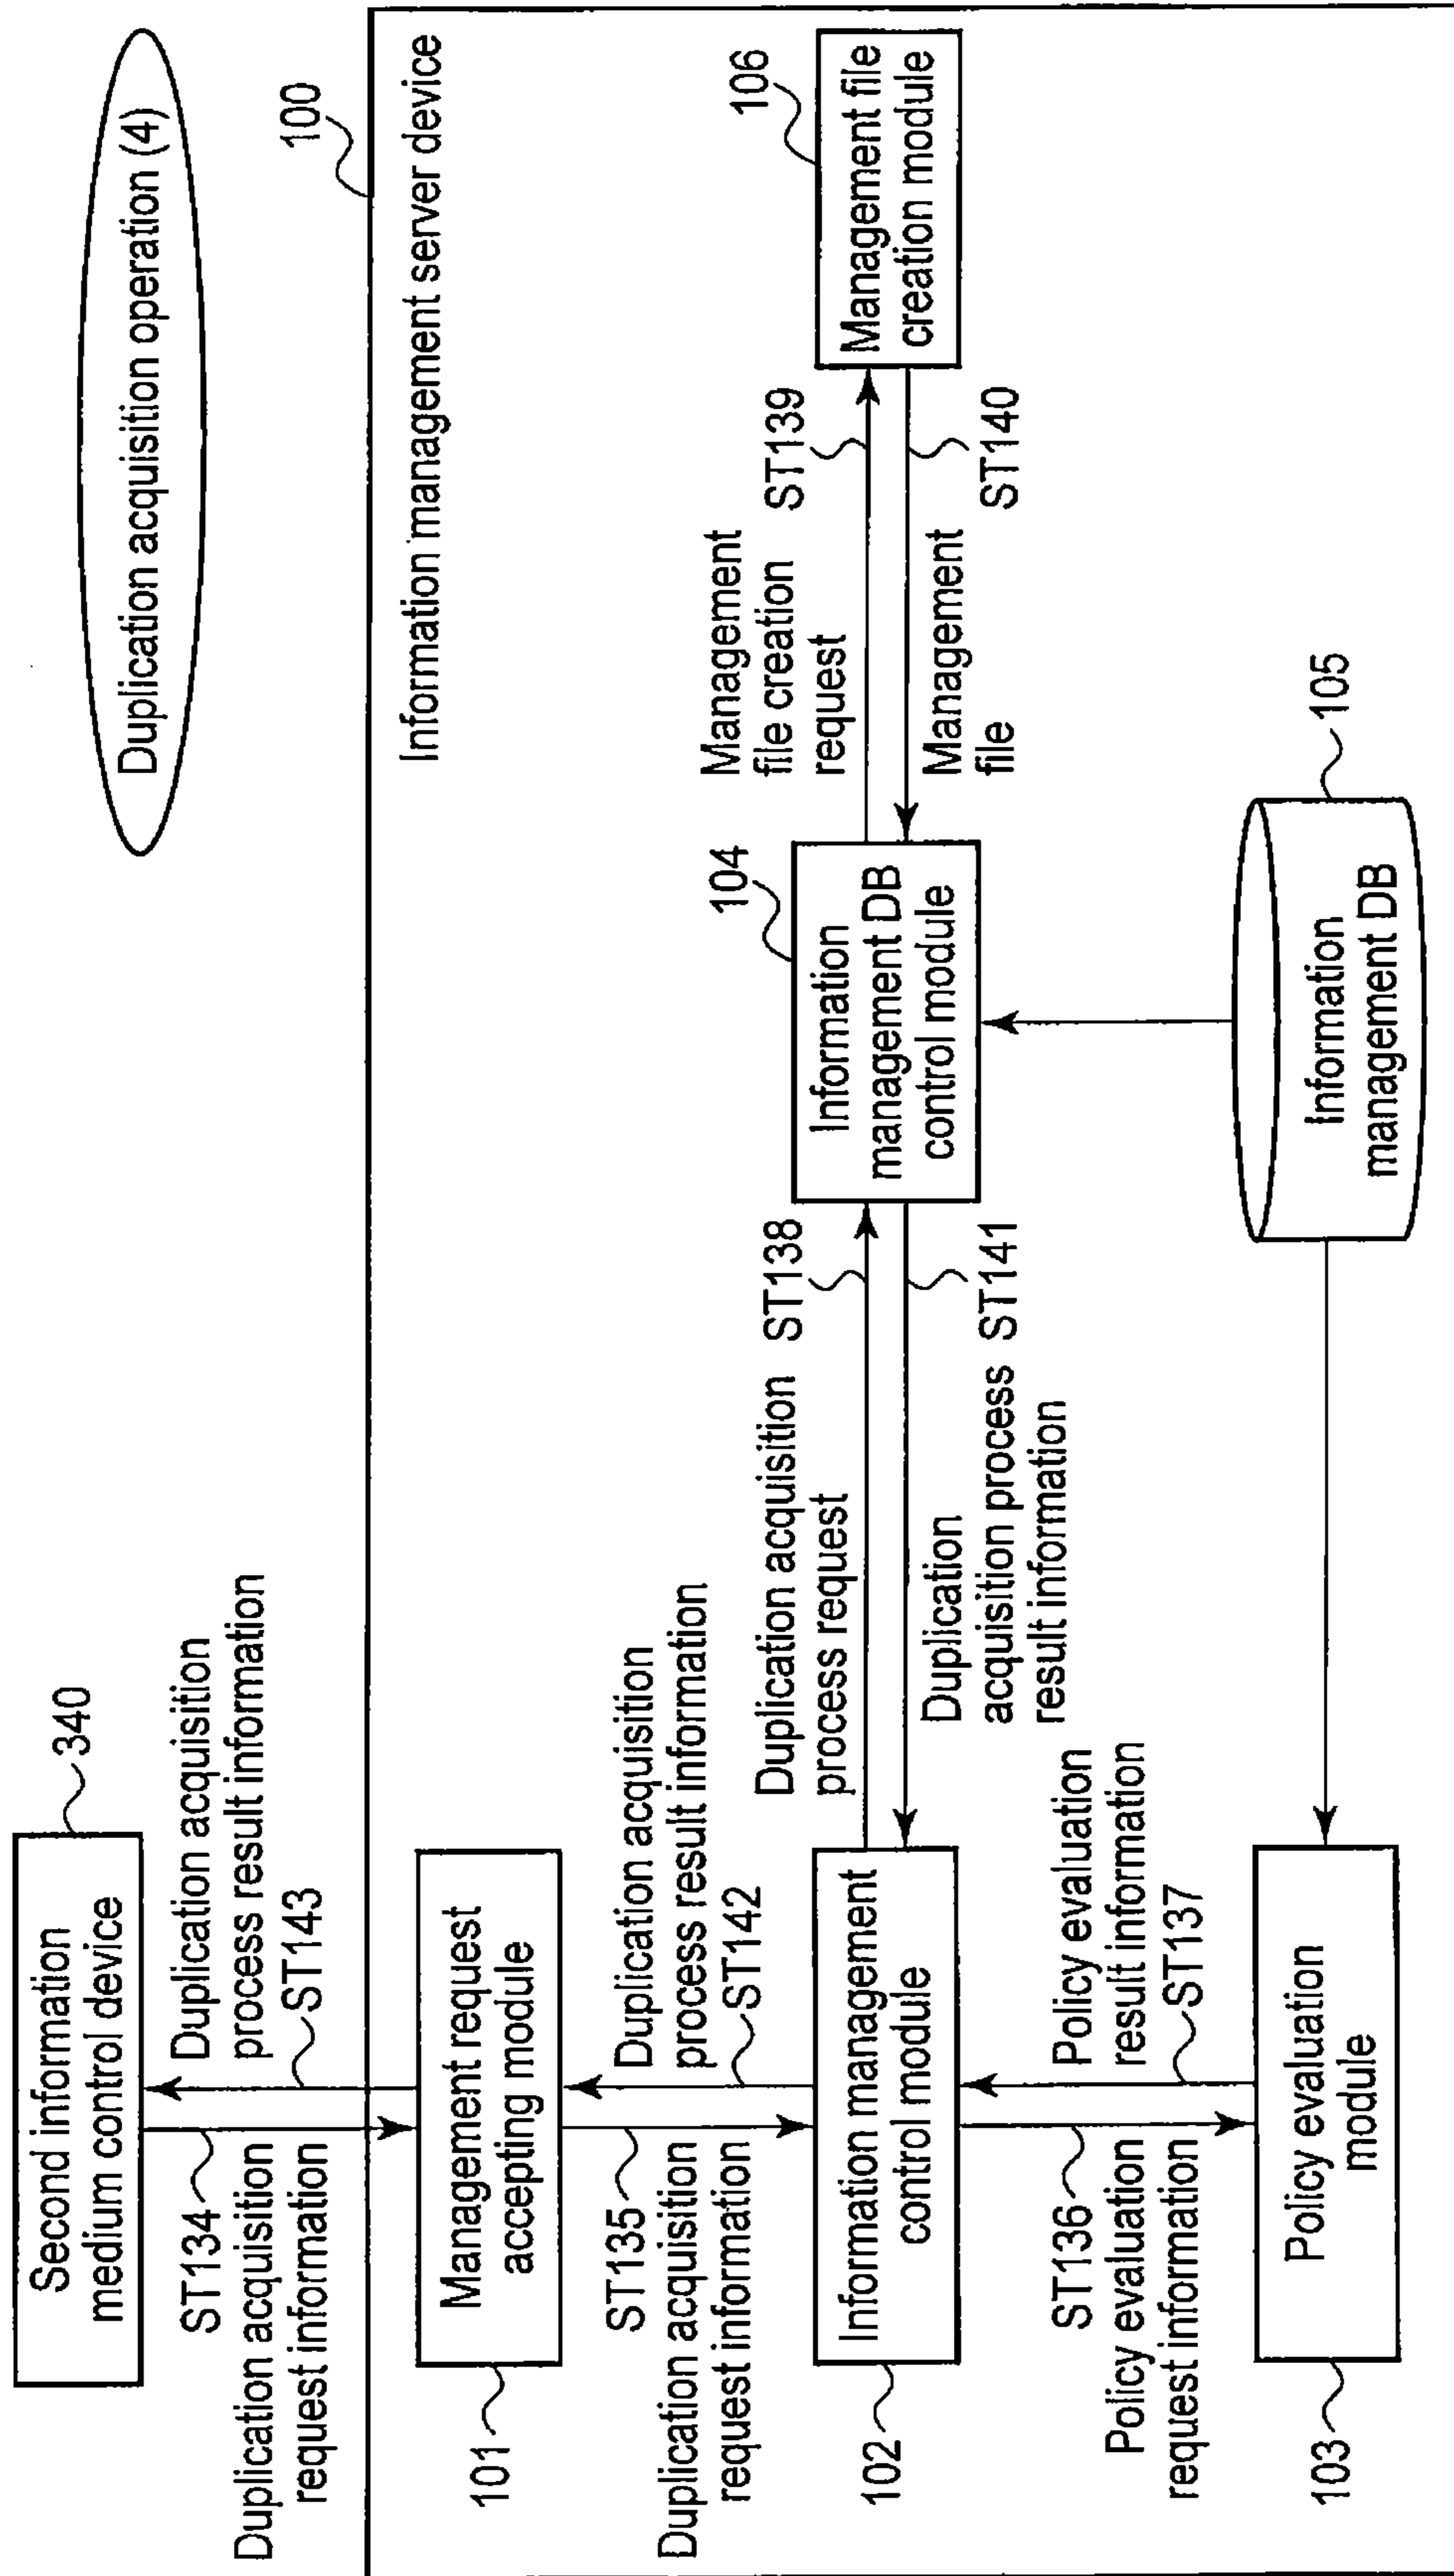 Duplication acquisition operation (4)
Second information
medium control device
340
ST134
Duplication acquisition
request information
Duplication acquisition
process result information
ST143
100
Information management server device
Management request
accepting module
101
ST135
Duplication acquisition
request information
Duplication acquisition
process result information
ST142
Information management
control module
102
Duplication acquisition
process request
ST138
Duplication
acquisition process
result information
ST141
104
Information
management DB
control module
Management
file creation
request
ST139
Management
file
ST140
106
Management file
creation module
ST136
Policy evaluation
request information
Policy evaluation
result information
ST137
Policy evaluation
module
103
Information
management DB
105